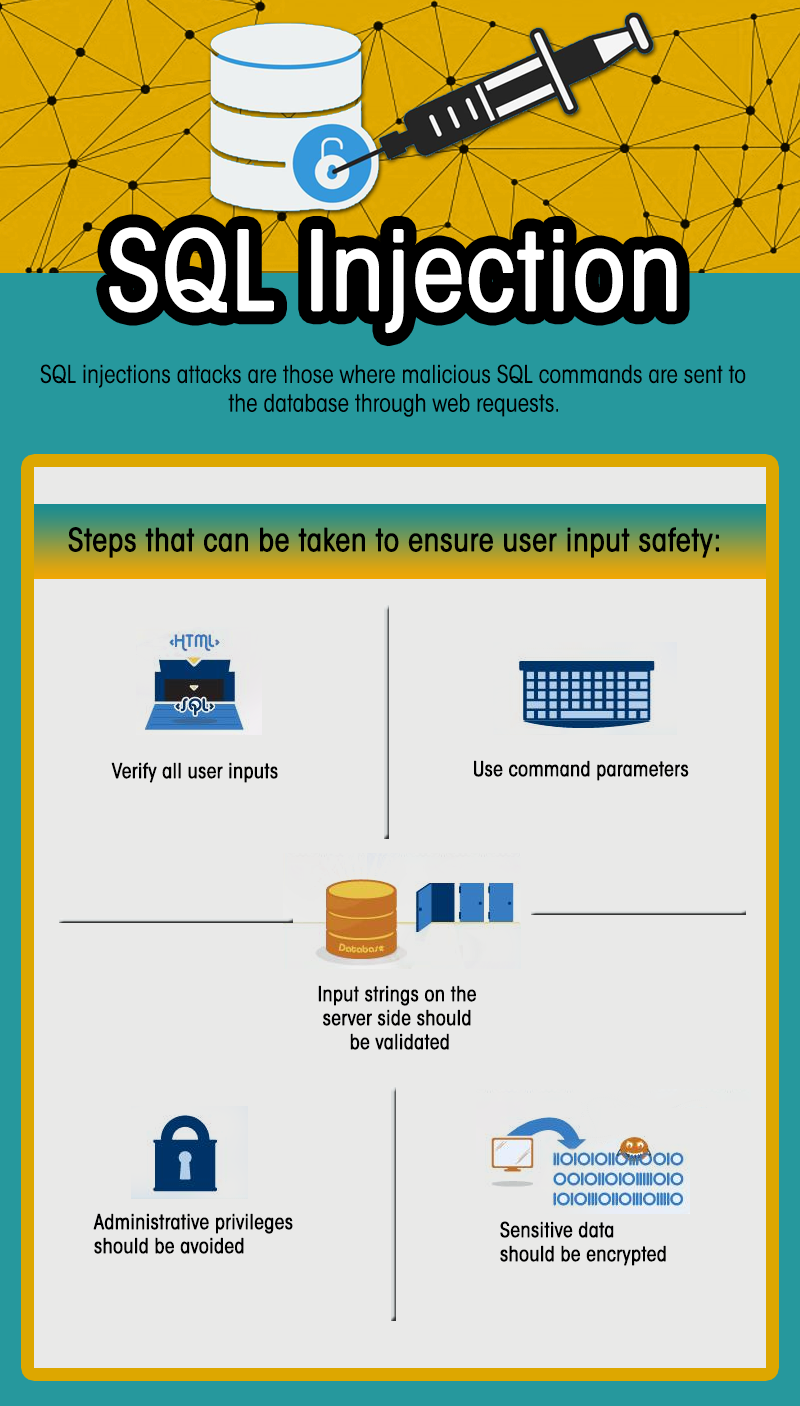 SQL Injection
SQL injections attacks are those where malicious SQL commands are sent to
the database through web requests.
Steps that can be taken to ensure user input safety:
<HTML>
<SQL>
Verify all user inputs
Use command parameters
Database
Input strings on the
server side should
be validated
Administrative privileges
should be avoided
IIOIOIOIIOIIIOOIO
OOIOIIOIOIIIIIOIO
IOIOIIIIOIIOIIIOIIIIO
Sensitive data
should be encrypted